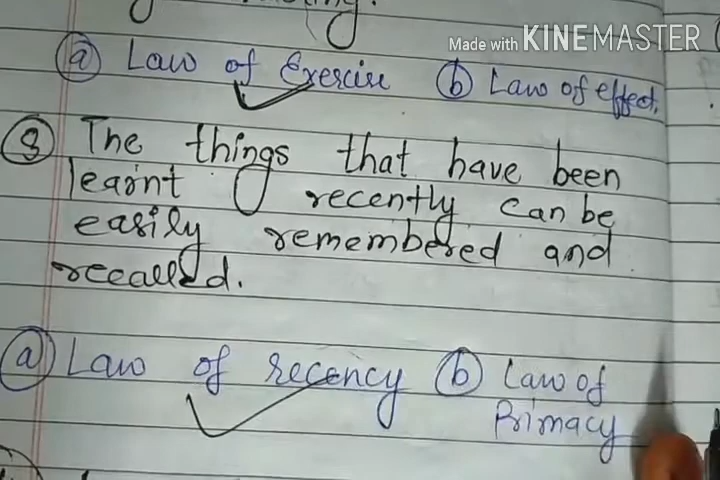 Made with KINEMASTER
(a) Law of Exercise (b) Law of effect.
(3) The things that have been
learnt recently can be
easily remembered and
recalled.
(a) Law of recency (b) Law of
Primacy